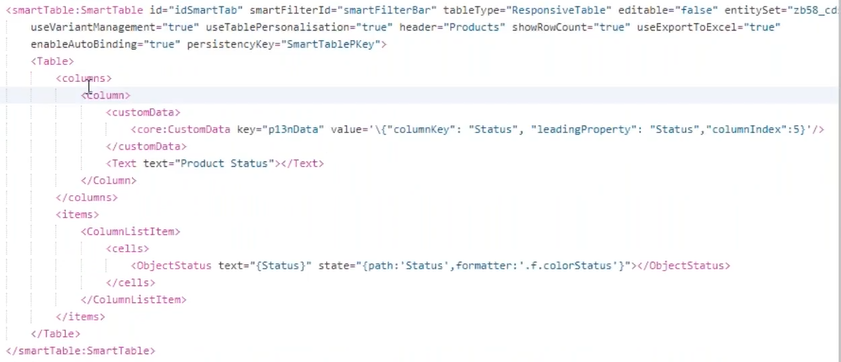 <smartTable:SmartTable id="idSmartTab" smartFilterId="smartFilterBar" tableType="ResponsiveTable" editable="false" entitySet="zb58_cds
useVariantManagement="true" useTablePersonalisation="true" header="Products" showRowCount="true" useExportToExcel="true"
enableAutoBinding="true" persistencyKey="SmartTablePKey">
<Table>
<columns>
<Column>
<customData>
<core:CustomData key="p13nData" value='\{"columnKey": "Status", "leadingProperty": "Status","columnIndex":5}'/>
</customData>
<Text text="Product Status"></Text>
</Column>
</columns>
<items>
<ColumnListItem>
<cells>
<ObjectStatus text="{Status}" state="{path:'Status',formatter:'.f.colorStatus'}"></ObjectStatus>
</cells>
</ColumnListItem>
</items>
</Table>
</smartTable:SmartTable>